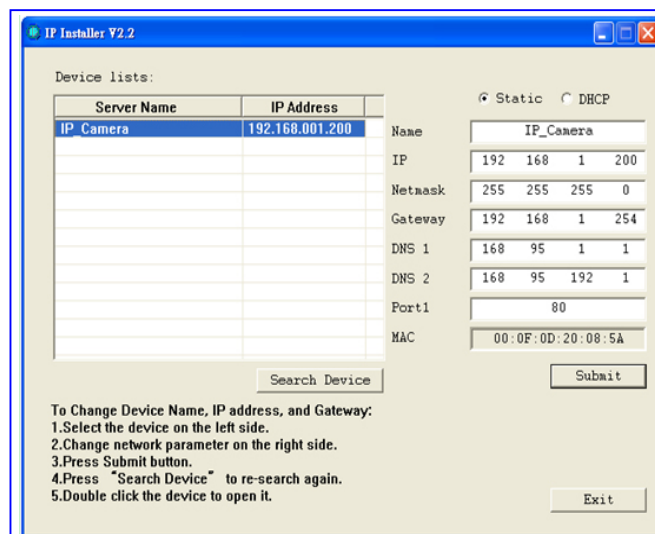 IP Installer V2.2
Device lists:
Server Name IP Address
IP_Camera 192.168.001.200
Static DHCP
Name IP_Camera
IP 192 168 1 200
Netmask 255 255 255 0
Gateway 192 168 1 254
DNS 1 168 95 1 1
DNS 2 168 95 192 1
Port1 80
MAC 00:0F:0D:20:08:5A
Search Device
Submit
To Change Device Name, IP address, and Gateway:
1.Select the device on the left side.
2.Change network parameter on the right side.
3.Press Submit button.
4.Press “Search Device” to re-search again.
5.Double click the device to open it.
Exit